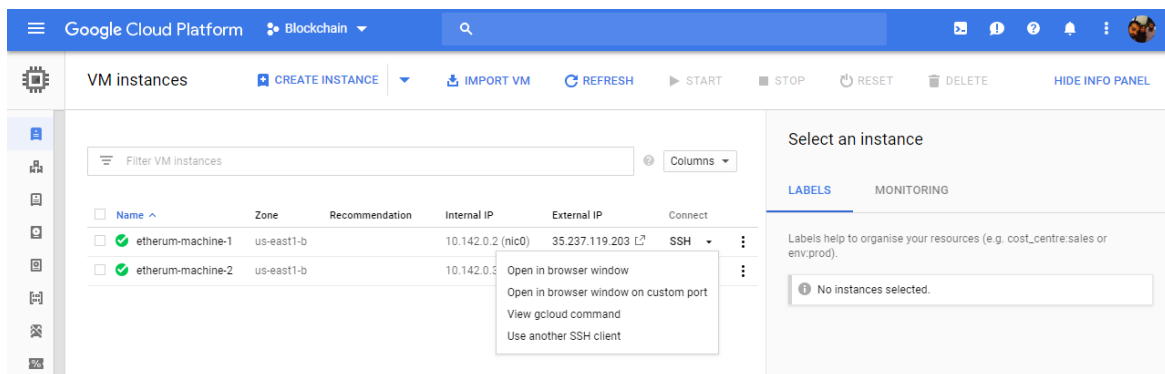 Google Cloud Platform Blockchain
VM instances CREATE INSTANCE IMPORT VM REFRESH START STOP RESET DELETE HIDE INFO PANEL
Select an instance
Filter VM instances Columns
LABELS MONITORING
Name Zone Recommendation Internal IP External IP Connect
etherum-machine-1 us-east1-b 10.142.0.2 (nic0) 35.237.119.203 SSH
Labels help to organise your resources (e.g. cost_centre:sales or
env:prod).
etherum-machine-2 us-east1-b 10.142.0.3
Open in browser window
Open in browser window on custom port
View gcloud command
Use another SSH client
No instances selected.